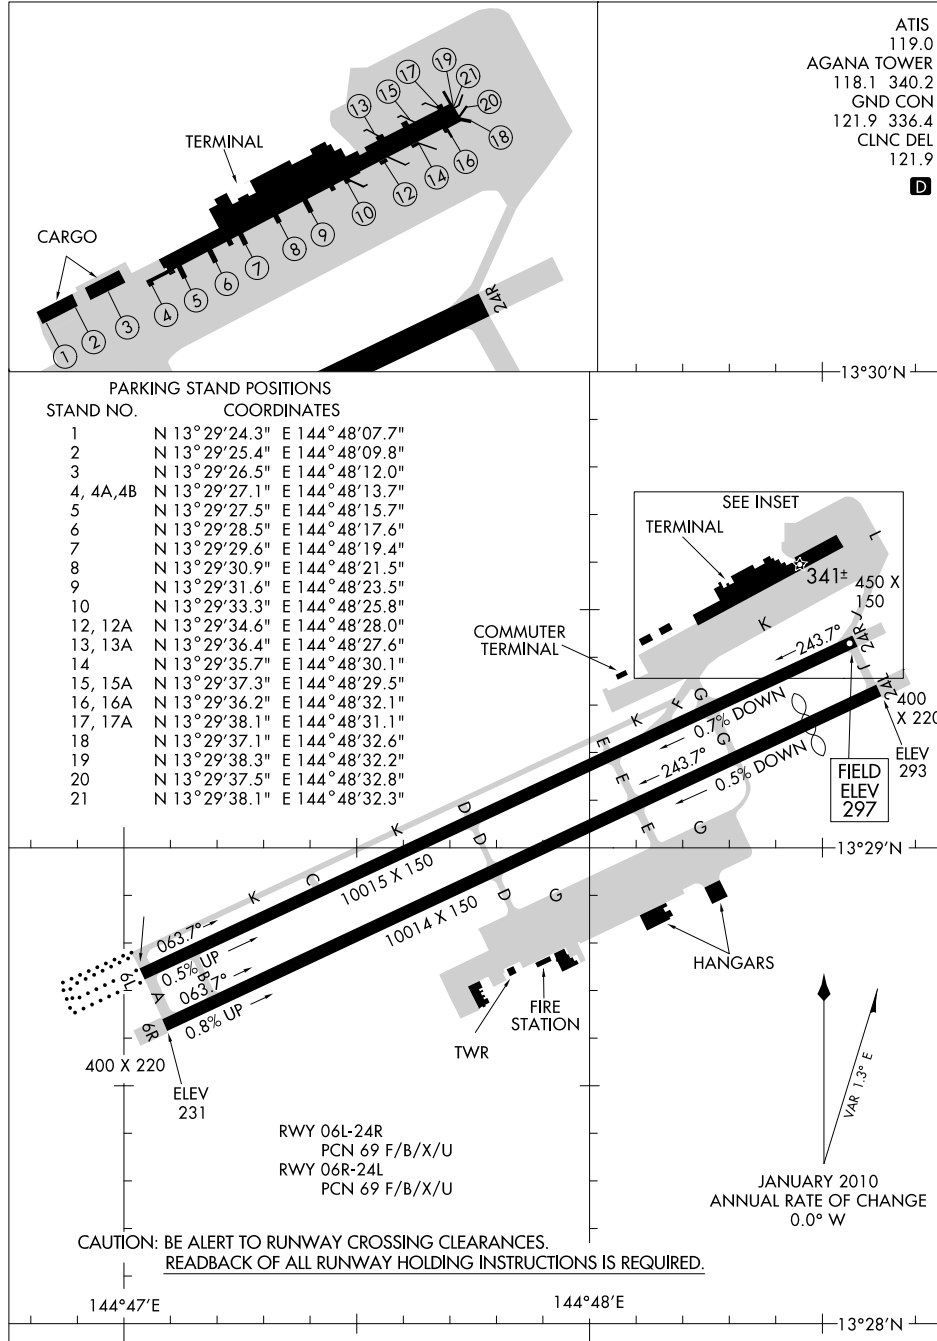 ATIS
119.0
AGANA TOWER
118.1 340.2
GND CON
121.9 336.4
CLNC DEL
121.9
D
TERMINAL
CARGO
1
2
3
4
5
6
7
8
9
10
12
13
14
15
16
17
18
19
20
21
24R
PARKING STAND POSITIONS
STAND NO. COORDINATES
1 N 13°29'24.3" E 144°48'07.7"
2 N 13°29'25.4" E 144°48'09.8"
3 N 13°29'26.5" E 144°48'12.0"
4, 4A,4B N 13°29'27.1" E 144°48'13.7"
5 N 13°29'27.5" E 144°48'15.7"
6 N 13°29'28.5" E 144°48'17.6"
7 N 13°29'29.6" E 144°48'19.4"
8 N 13°29'30.9" E 144°48'21.5"
9 N 13°29'31.6" E 144°48'23.5"
10 N 13°29'33.3" E 144°48'25.8"
12, 12A N 13°29'34.6" E 144°48'28.0"
13, 13A N 13°29'36.4" E 144°48'27.6"
14 N 13°29'35.7" E 144°48'30.1"
15, 15A N 13°29'37.3" E 144°48'29.5"
16, 16A N 13°29'36.2" E 144°48'32.1"
17, 17A N 13°29'38.1" E 144°48'31.1"
18 N 13°29'37.1" E 144°48'32.6"
19 N 13°29'38.3" E 144°48'32.2"
20 N 13°29'37.5" E 144°48'32.8"
21 N 13°29'38.1" E 144°48'32.3"
13°30'N
SEE INSET
TERMINAL
L
341±
450 X
150
K
COMMUTER
TERMINAL
243.7°
24R
J
24L
J
400
X 220
G
F
K
0.7% DOWN
G
E
E
243.7°
0.5% DOWN
ELEV
293
FIELD
ELEV
297
D
D
K
E
G
13°29'N
C
K
10015 X 150
D
G
10014 X 150
063.7°
0.5% UP
B
063.7°
0.8% UP
6L
A
6R
HANGARS
FIRE
STATION
TWR
400 X 220
ELEV
231
VAR 1.3° E
RWY 06L-24R
PCN 69 F/B/X/U
RWY 06R-24L
PCN 69 F/B/X/U
JANUARY 2010
ANNUAL RATE OF CHANGE
0.0° W
CAUTION: BE ALERT TO RUNWAY CROSSING CLEARANCES.
READBACK OF ALL RUNWAY HOLDING INSTRUCTIONS IS REQUIRED.
144°47'E
144°48'E
13°28'N